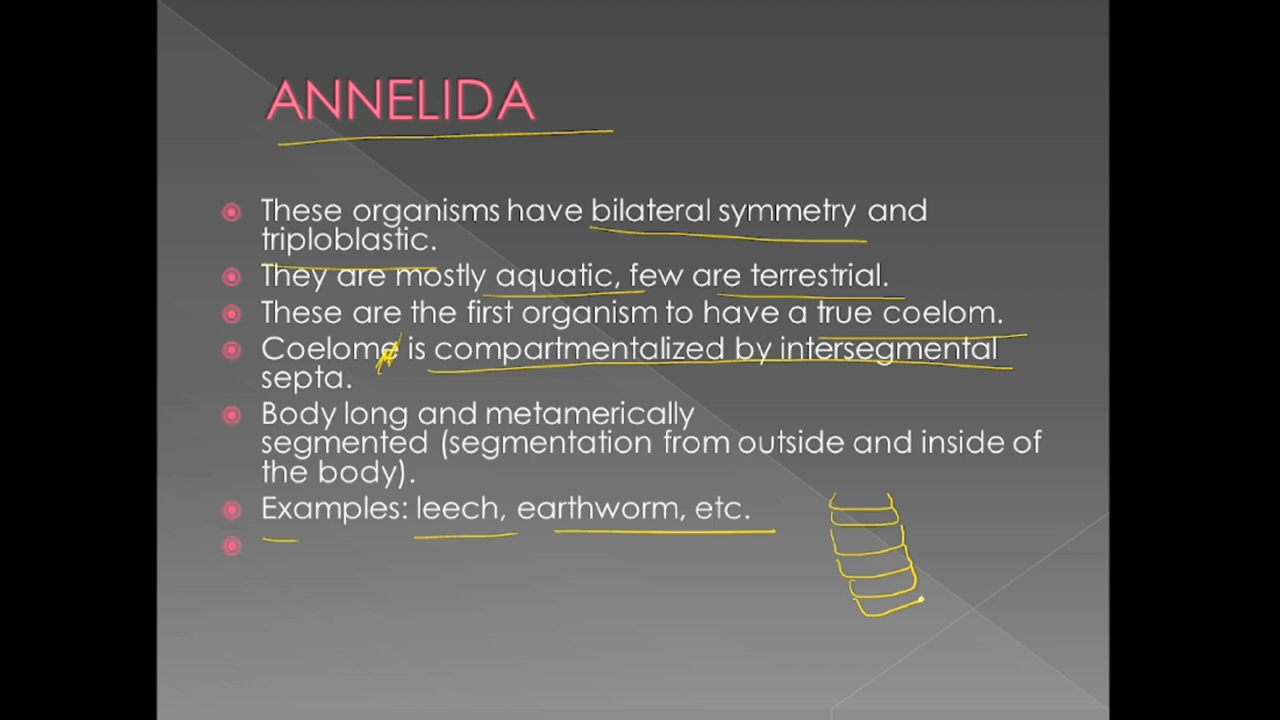 ANNELIDA
These organisms have bilateral symmetry and
triploblastic.
They are mostly aquatic, few are terrestrial.
These are the first organism to have a true coelom.
Coelome is compartmentalized by intersegmental
septa.
Body long and metamerically
segmented (segmentation from outside and inside of
the body).
Examples: leech, earthworm, etc.